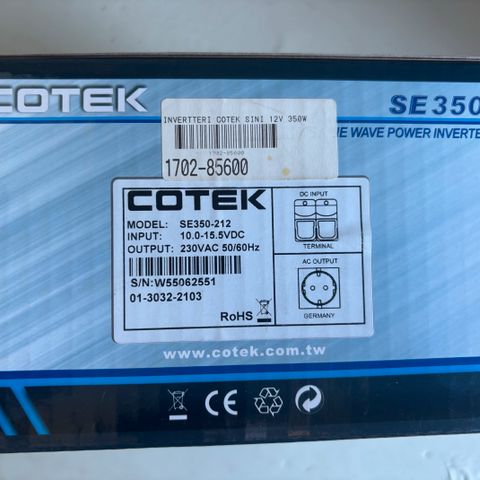 COTEK
SE350
INVERTTERI COTEK SINI 12V 350W
WAVE POWER INVERTE
1702-85600
1702-85600
COTEK
MODEL: SE350-212
INPUT: 10.0-15.5VDC
OUTPUT: 230VAC 50/60Hz
S/N:W55062551
01-3032-2103
RoHS
DC INPUT
TERMINAL
AC OUTPUT
GERMANY
www.cotek.com.tw
CE